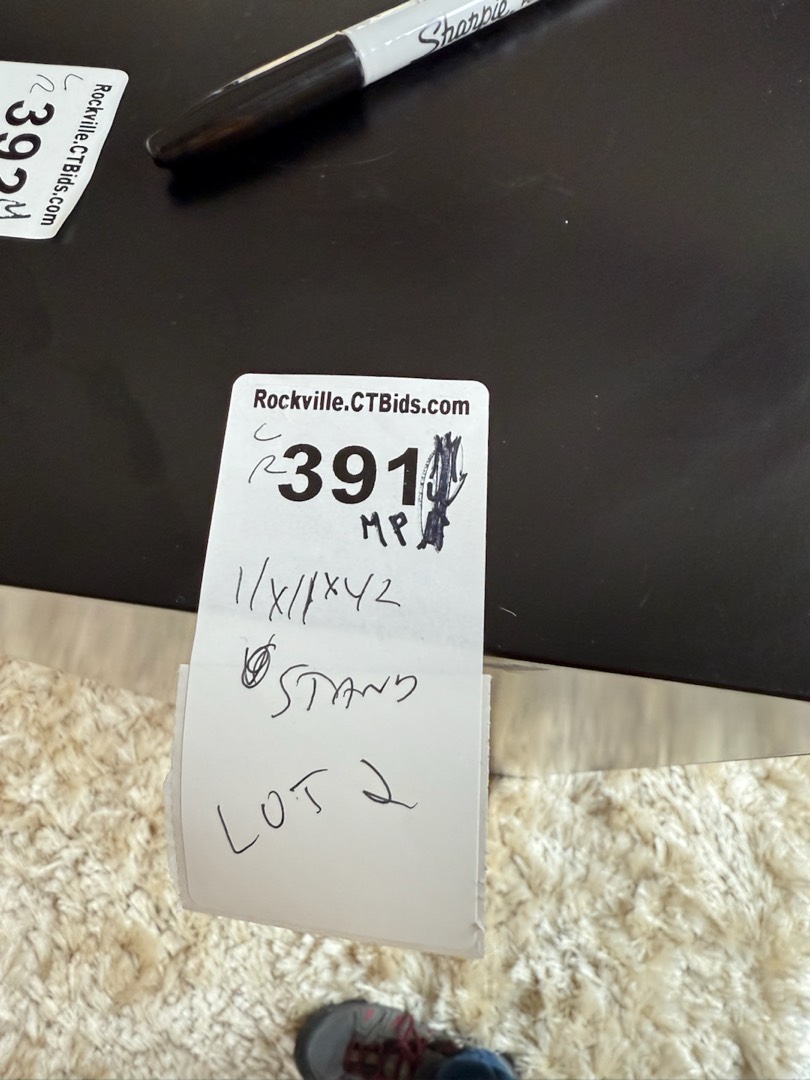 Sharpie
Rockville.CTBids.com
L
R
392
M
Rockville.CTBids.com
L
R
391
MP
11X11X42
STAND
LOT 2